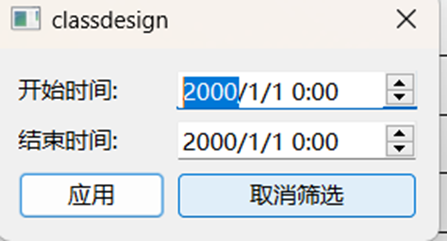 classdesign
开始时间: 2000/1/1 0:00
结束时间: 2000/1/1 0:00
应用 取消筛选